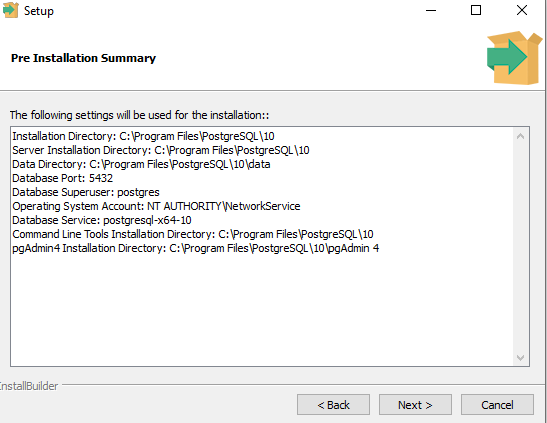 Setup
Pre Installation Summary
The following settings will be used for the installation::
Installation Directory: C:\Program Files\PostgreSQL\10
Server Installation Directory: C:\Program Files\PostgreSQL\10
Data Directory: C:\Program Files\PostgreSQL\10\data
Database Port: 5432
Database Superuser: postgres
Operating System Account: NT AUTHORITY\NetworkService
Database Service: postgresql-x64-10
Command Line Tools Installation Directory: C:\Program Files\PostgreSQL\10
pgAdmin4 Installation Directory: C:\Program Files\PostgreSQL\10\pgAdmin 4
InstallBuilder
< Back Next > Cancel